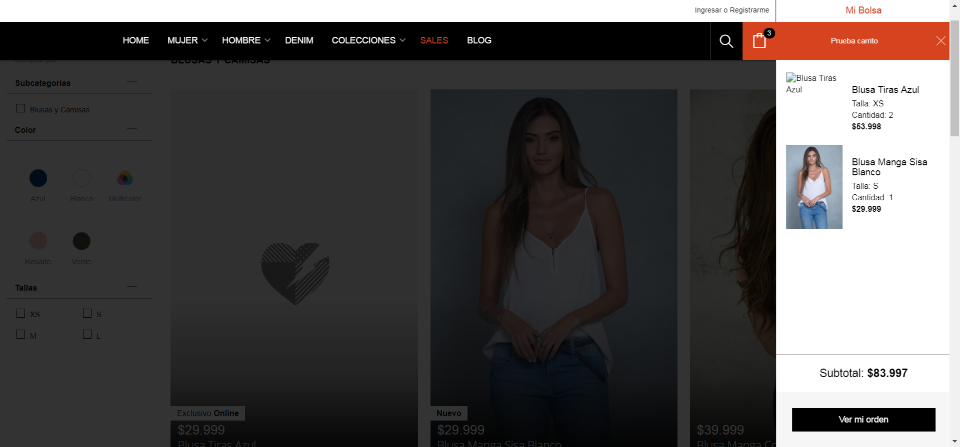 Ingresar o Registrarme
Mi Bolsa
HOME MUJER HOMBRE DENIM COLECCIONES SALES BLOG
3
Prueba carrito
BLUSAS Y CAMISAS
Subcategorías
Blusas y Camisas
Color
Azul Blanco Multicolor
Rosado Verde
Tallas
XS S
M L
Exclusivo Online
$29,999
Blusa Tiras Azul
Nuevo
$29,999
Blusa Manga Sisa Blanco
$39,999
Blusa Manga
Blusa Tiras Azul
Blusa Tiras Azul
Talla: XS
Cantidad: 2
$53.998
Blusa Manga Sisa
Blanco
Talla: S
Cantidad: 1
$29.999
Subtotal: $83.997
Ver mi orden